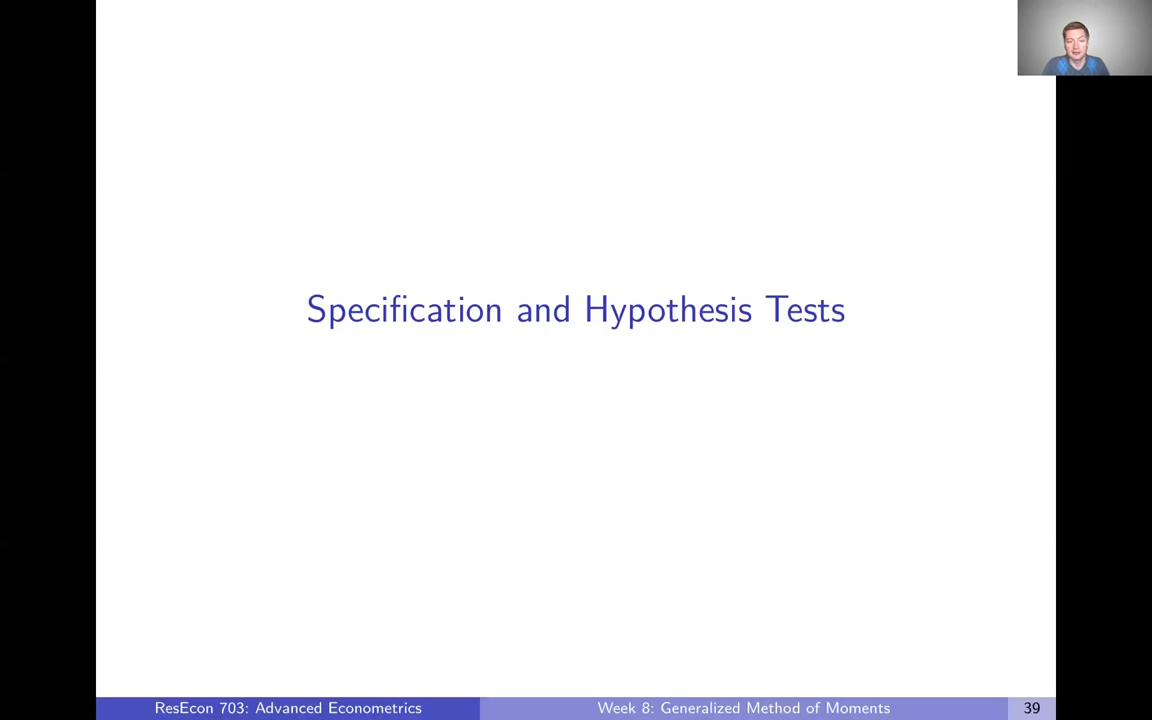 Specification and Hypothesis Tests
ResEcon 703: Advanced Econometrics
Week 8: Generalized Method of Moments
39